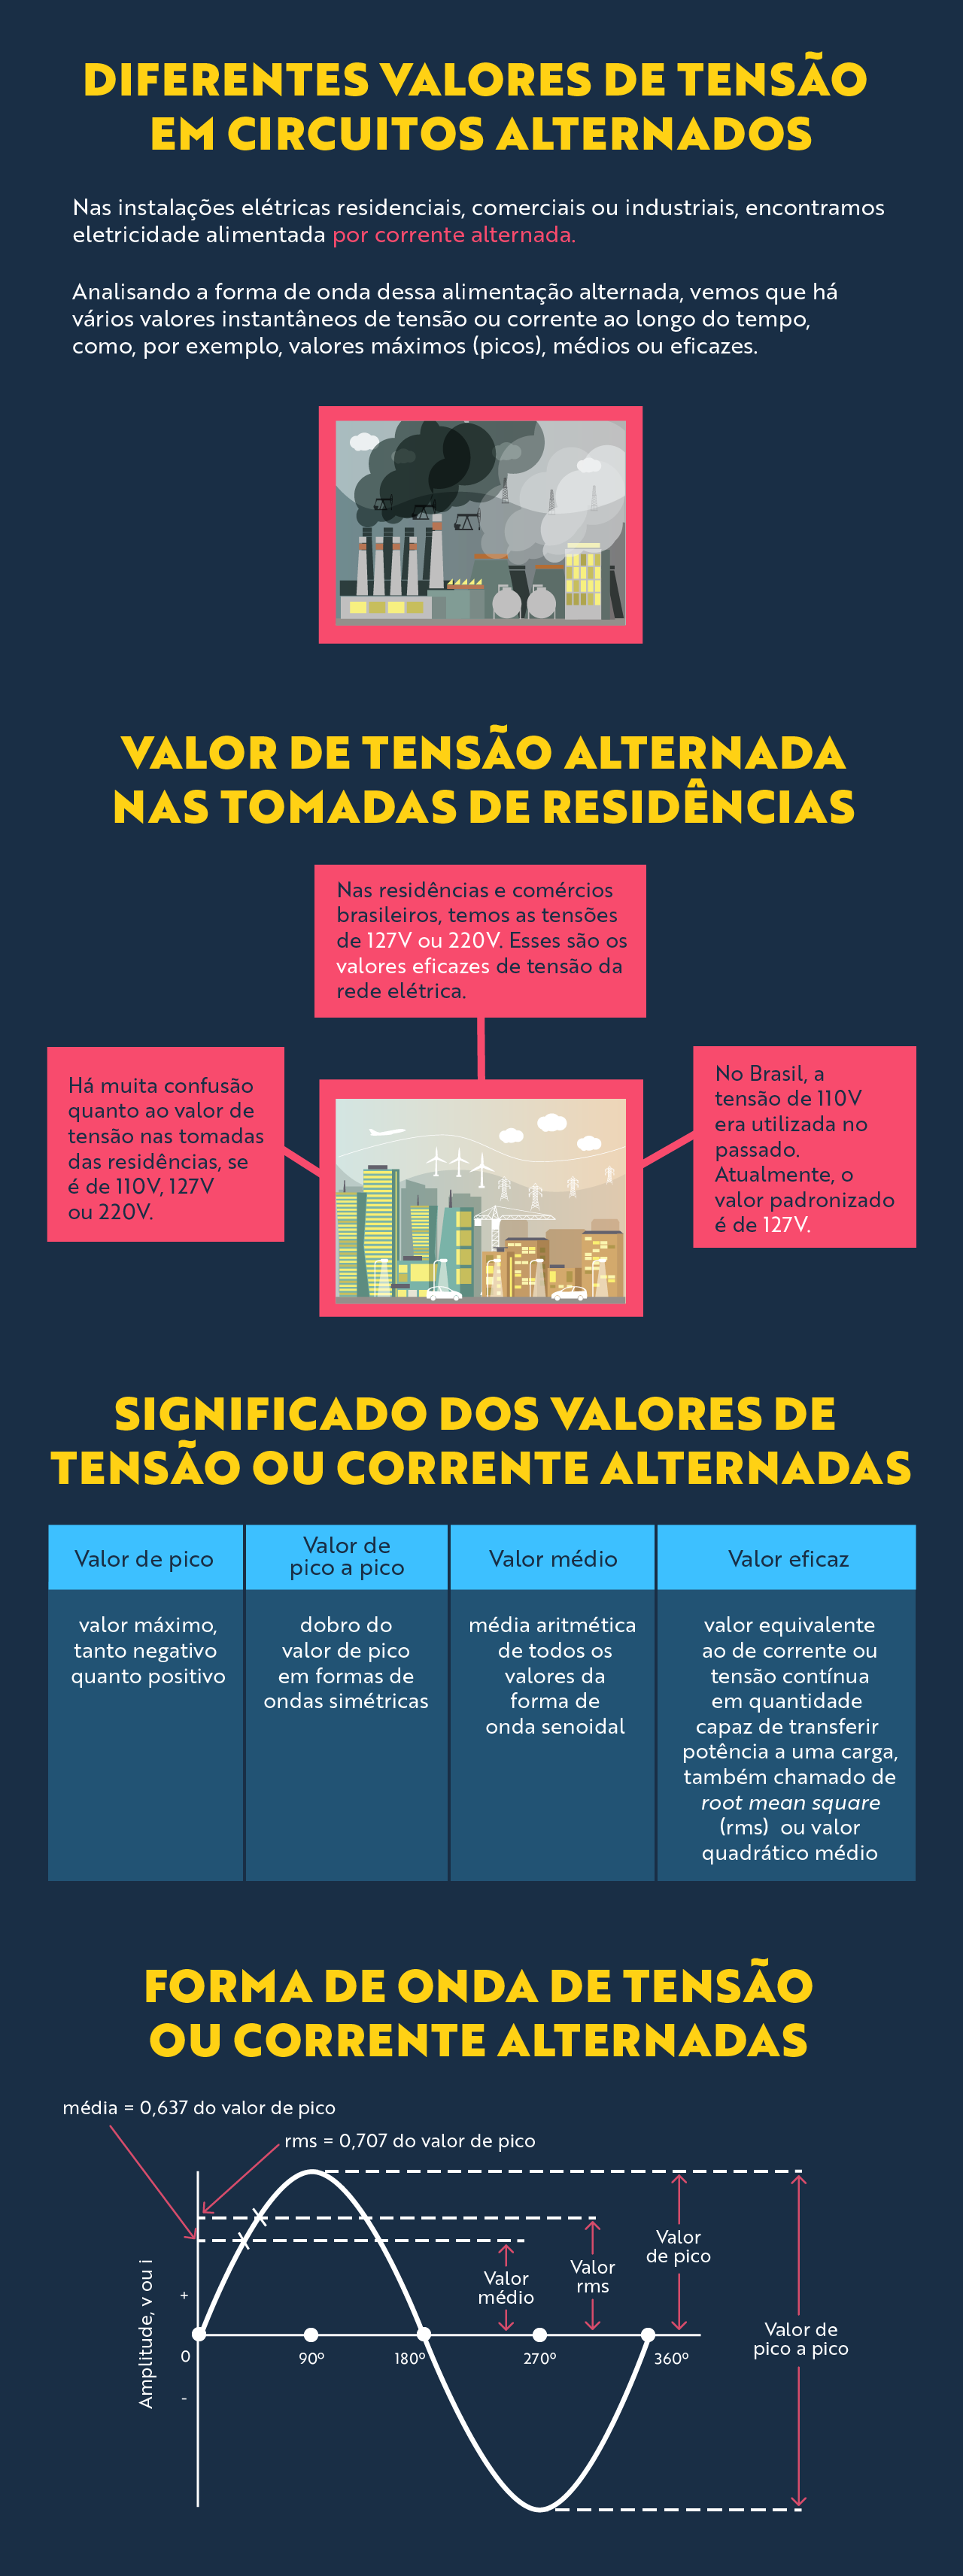 DIFERENTES VALORES DE TENSÃO
EM CIRCUITOS ALTERNADOS
Nas instalações elétricas residenciais, comerciais ou industriais, encontramos
eletricidade alimentada por corrente alternada.
Analisando a forma de onda dessa alimentação alternada, vemos que há
vários valores instantâneos de tensão ou corrente ao longo do tempo,
como, por exemplo, valores máximos (picos), médios ou eficazes.
VALOR DE TENSÃO ALTERNADA
NAS TOMADAS DE RESIDÊNCIAS
Nas residências e comércios
brasileiros, temos as tensões
de 127V ou 220V. Esses são os
valores eficazes de tensão da
rede elétrica.
Há muita confusão
quanto ao valor de
tensão nas tomadas
das residências, se
é de 110V, 127V
ou 220V.
No Brasil, a
tensão de 110V
era utilizada no
passado.
Atualmente, o
valor padronizado
é de 127V.
SIGNIFICADO DOS VALORES DE
TENSÃO OU CORRENTE ALTERNADAS
Valor de pico
valor máximo,
tanto negativo
quanto positivo
Valor de
pico a pico
dobro do
valor de pico
em formas de
ondas simétricas
Valor médio
média aritmética
de todos os
valores da
forma de
onda senoidal
Valor eficaz
valor equivalente
ao de corrente ou
tensão contínua
em quantidade
capaz de transferir
potência a uma carga,
também chamado de
root mean square
(rms) ou valor
quadrático médio
FORMA DE ONDA DE TENSÃO
OU CORRENTE ALTERNADAS
média = 0,637 do valor de pico
rms = 0,707 do valor de pico
Amplitude, v ou i
+
0
-
90º
180º
270º
360º
Valor
médio
Valor
rms
Valor
de pico
Valor de
pico a pico